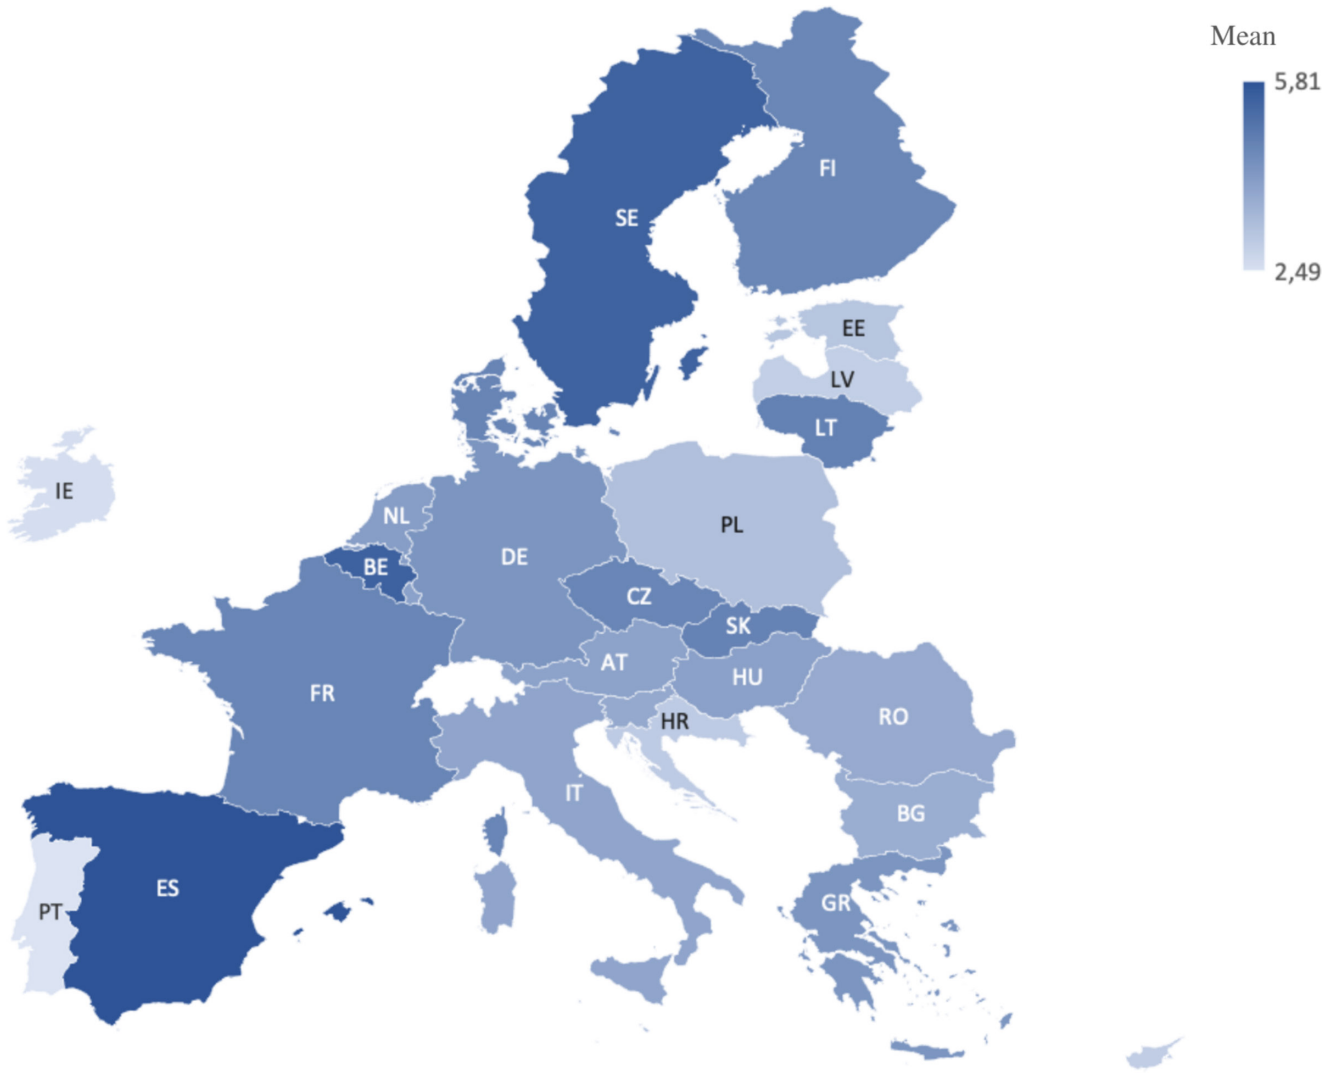 Mean
5,81
2,49
FI
SE
EE
LV
LT
IE
NL
PL
BE
DE
CZ
SK
AT
HU
FR
HR
RO
IT
BG
ES
GR
PT